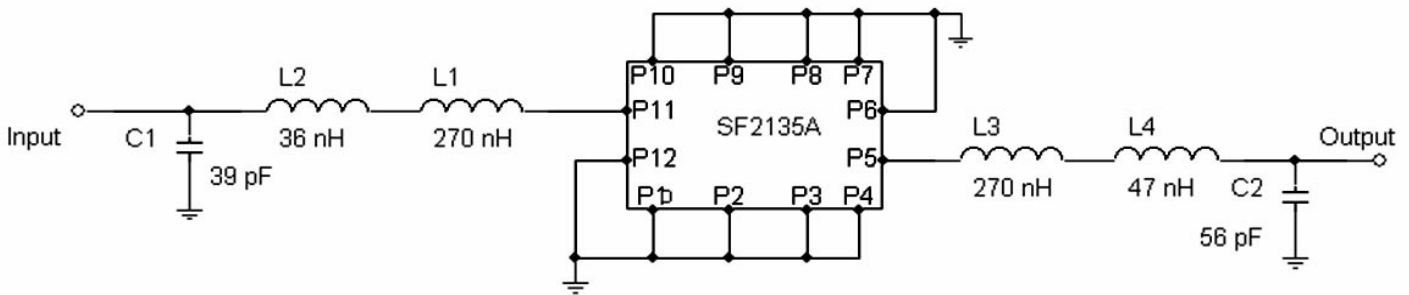 L2
L1
P10 P9 P8 P7
Input
C1
36 nH
270 nH
P11
SF2135A
P6
L3
L4
Output
39 pF
P12
P5
270 nH
47 nH
C2
P1 P2 P3 P4
56 pF